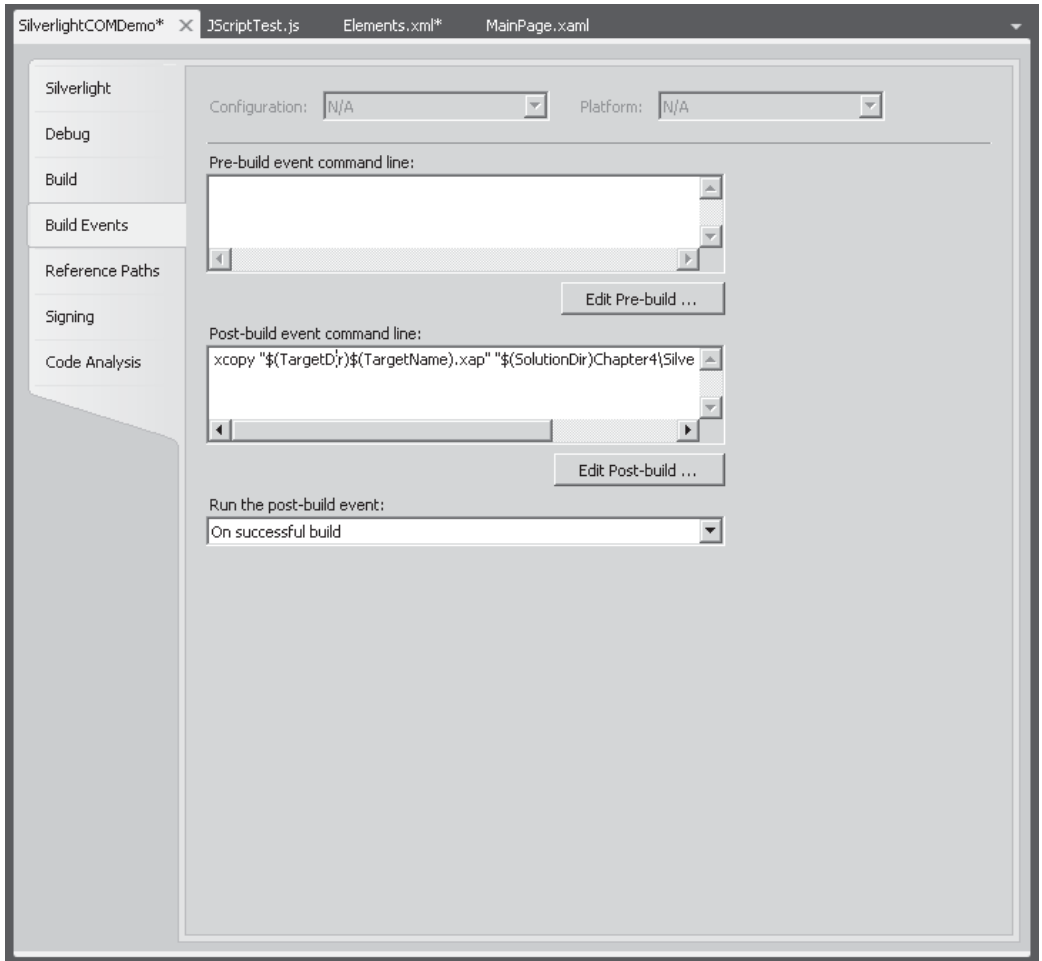 SilverlightCOMDemo* JScriptTest.js Elements.xml* MainPage.xaml
Silverlight
Debug
Build
Build Events
Reference Paths
Signing
Code Analysis
Configuration: N/A Platform: N/A
Pre-build event command line:
Edit Pre-build ...
Post-build event command line:
xcopy "$(TargetDir)$(TargetName).xap" "$(SolutionDir)Chapter4\Silve
Edit Post-build ...
Run the post-build event:
On successful build